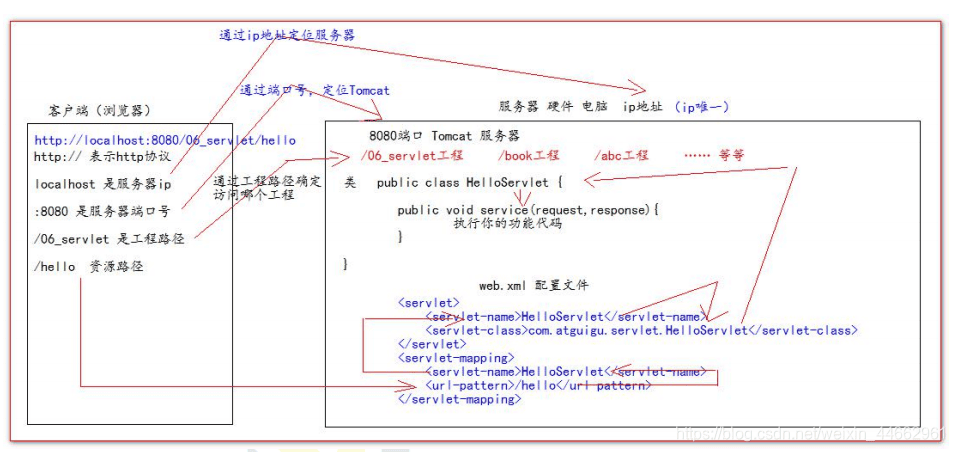 通过ip地址定位服务器
通过端口号，定位Tomcat
客户端（浏览器）
服务器 硬件 电脑 ip地址 （ip唯一）
http://localhost:8080/06_servlet/hello
http:// 表示http协议
localhost 是服务器ip
:8080 是服务器端口号
/06_servlet 是工程路径
/hello 资源路径
通过工程路径确定
访问哪个工程
8080端口 Tomcat 服务器
/06_servlet工程 /book工程 /abc工程 …… 等等
类 public class HelloServlet {
public void service(request,response){
执行你的功能代码
}
}
web.xml 配置文件
<servlet>
<servlet-name>HelloServlet</servlet-name>
<servlet-class>com.atguigu.servlet.HelloServlet</servlet-class>
</servlet>
<servlet-mapping>
<servlet-name>HelloServlet</servlet-name>
<url-pattern>/hello</url-pattern>
</servlet-mapping>
https://blog.csdn.net/weixin_44662961